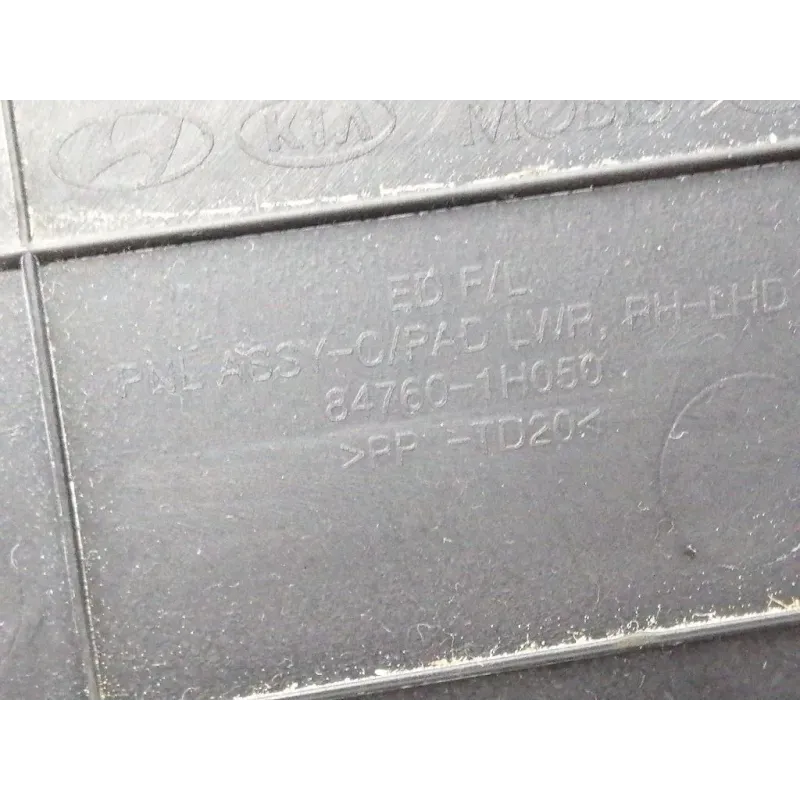 KIA MOBIS
ED F/L
PNL ASSY-C/PAD LWR, RH-LHD
84760-1H050
>PP -TD20<